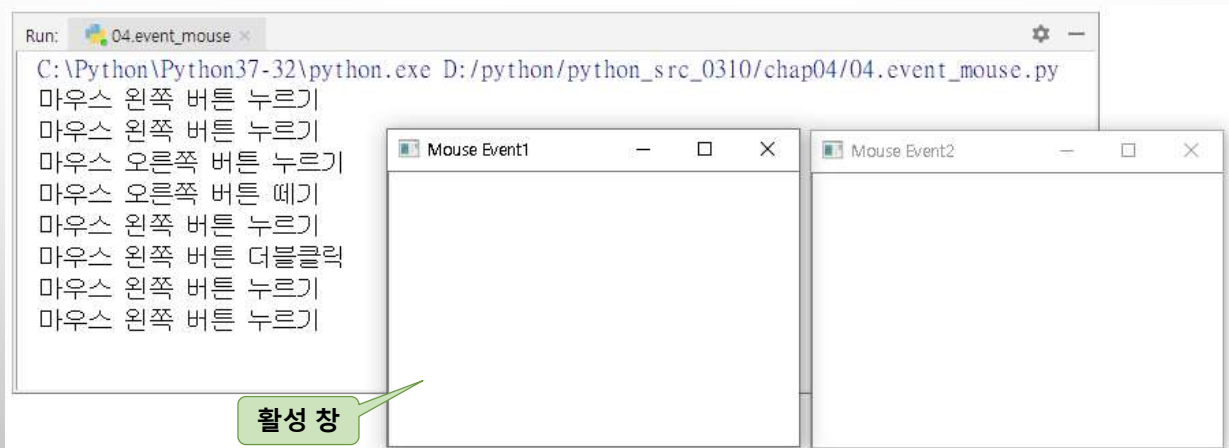 Run: 04.event_mouse
C:\Python\Python37-32\python.exe D:/python/python_src_0310/chap04/04.event_mouse.py
마우스 왼쪽 버튼 누르기
마우스 왼쪽 버튼 누르기
마우스 오른쪽 버튼 누르기
마우스 오른쪽 버튼 떼기
마우스 왼쪽 버튼 누르기
마우스 왼쪽 버튼 더블클릭
마우스 왼쪽 버튼 누르기
마우스 왼쪽 버튼 누르기
Mouse Event1
Mouse Event2
활성 창